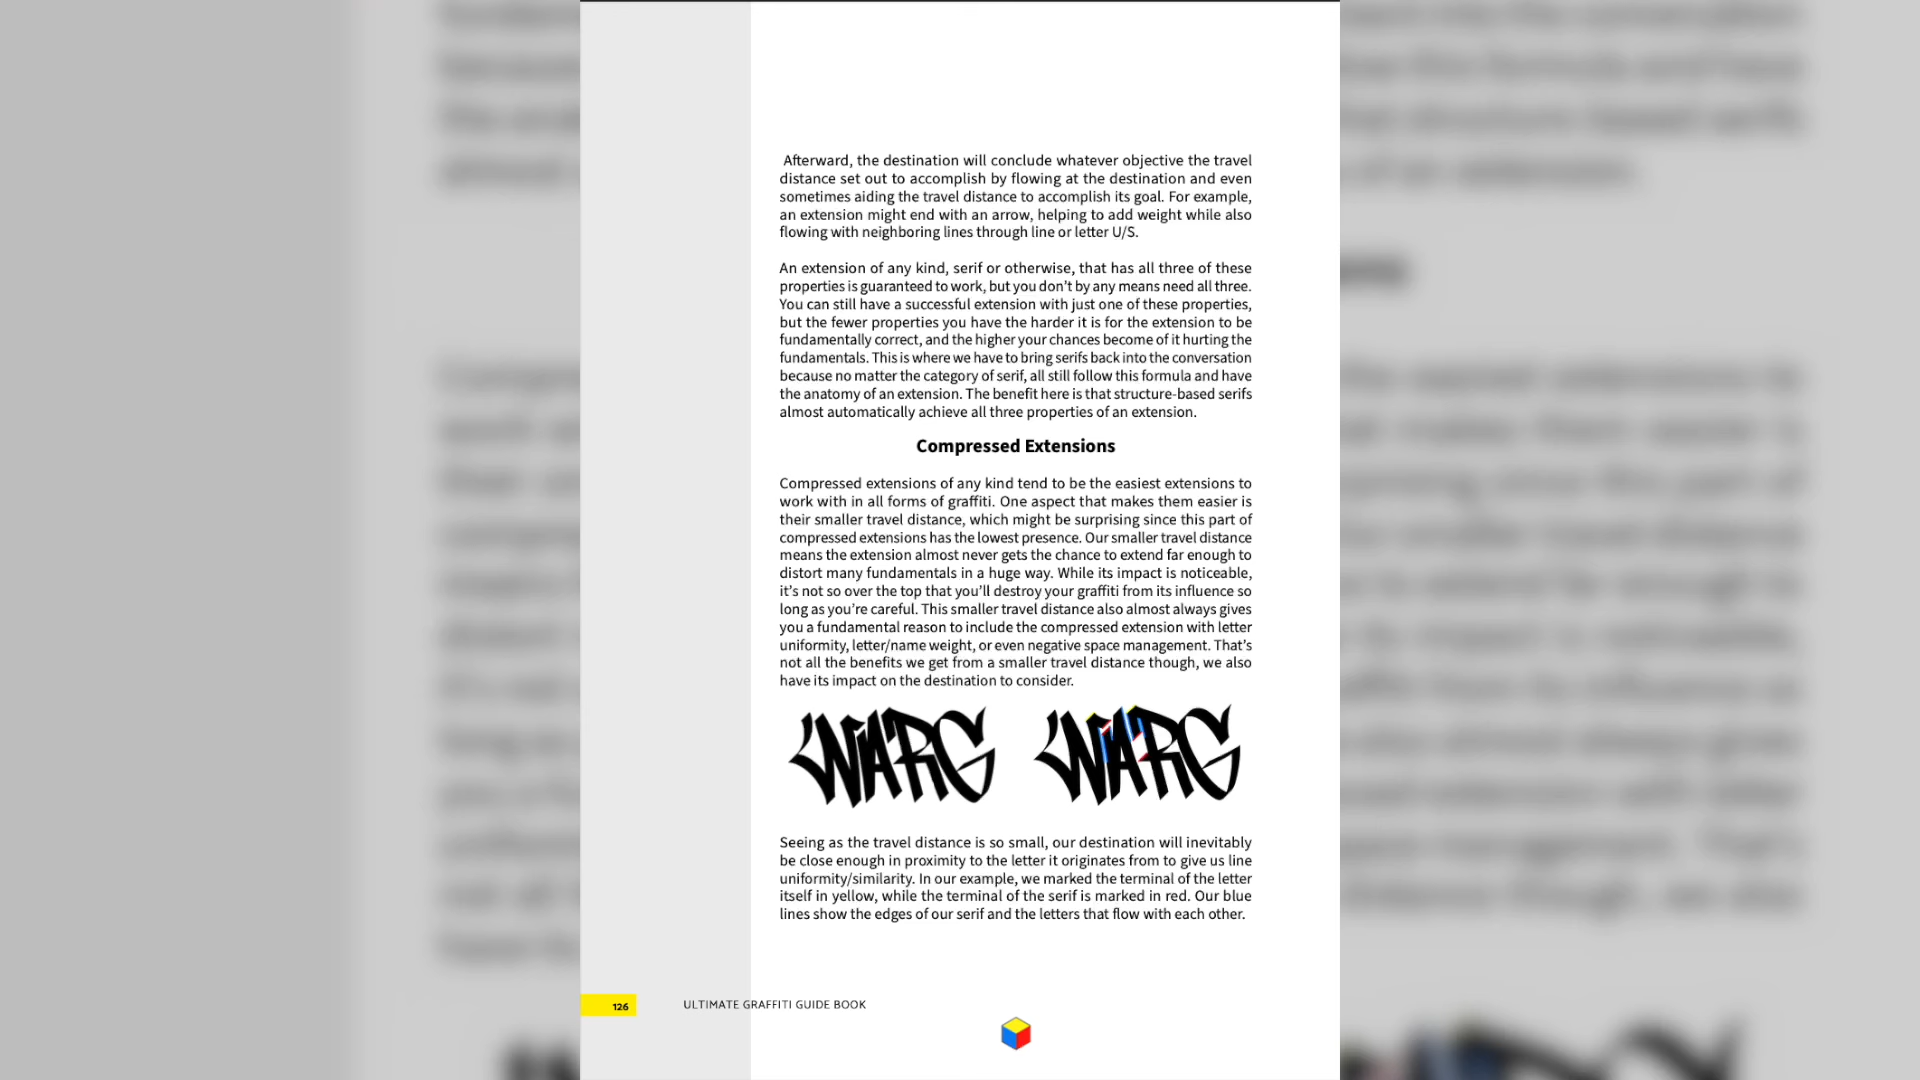 Afterward, the destination will conclude whatever objective the travel
distance set out to accomplish by flowing at the destination and even
sometimes aiding the travel distance to accomplish its goal. For example,
an extension might end with an arrow, helping to add weight while also
flowing with neighboring lines through line or letter U/S.
An extension of any kind, serif or otherwise, that has all three of these
properties is guaranteed to work, but you don't by any means need all three.
You can still have a successful extension with just one of these properties,
but the fewer properties you have the harder it is for the extension to be
fundamentally correct, and the higher your chances become of it hurting the
fundamentals. This is where we have to bring serifs back into the conversation
because no matter the category of serif, all still follow this formula and have
the anatomy of an extension. The benefit here is that structure-based serifs
almost automatically achieve all three properties of an extension.
Compressed Extensions
Compressed extensions of any kind tend to be the easiest extensions to
work with in all forms of graffiti. One aspect that makes them easier is
their smaller travel distance, which might be surprising since this part of
compressed extensions has the lowest presence. Our smaller travel distance
means the extension almost never gets the chance to extend far enough to
distort many fundamentals in a huge way. While its impact is noticeable,
it's not so over the top that you'll destroy your graffiti from its influence so
long as you're careful. This smaller travel distance also almost always gives
you a fundamental reason to include the compressed extension with letter
uniformity, letter/name weight, or even negative space management. That's
not all the benefits we get from a smaller travel distance though, we also
have its impact on the destination to consider.
WARG WARG
Seeing as the travel distance is so small, our destination will inevitably
be close enough in proximity to the letter it originates from to give us line
uniformity/similarity. In our example, we marked the terminal of the letter
itself in yellow, while the terminal of the serif is marked in red. Our blue
lines show the edges of our serif and the letters that flow with each other.
126 ULTIMATE GRAFFITI GUIDE BOOK